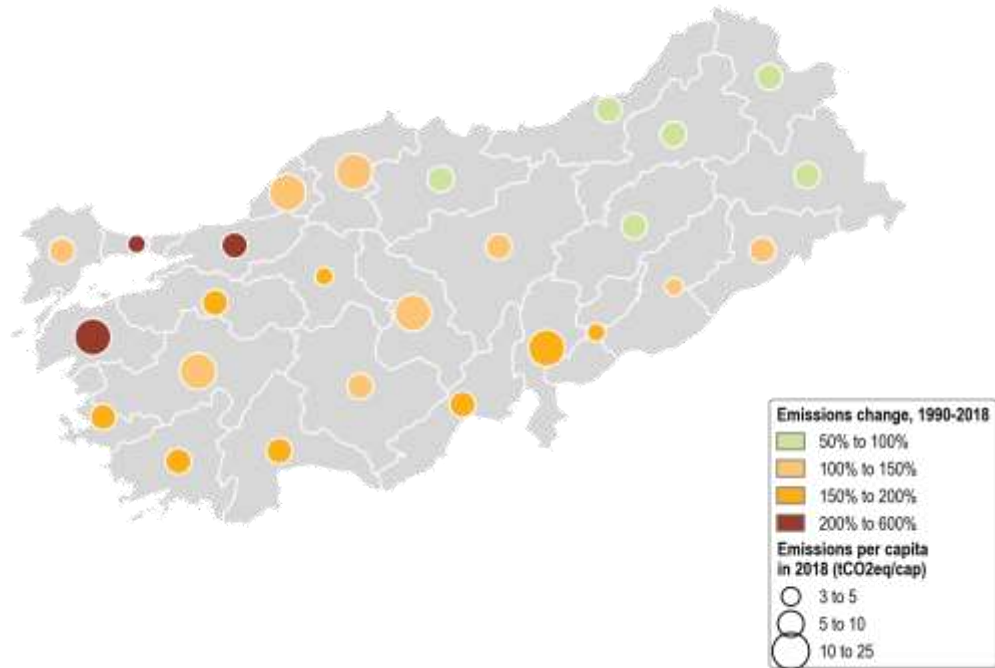 Emissions change, 1990-2018
50% to 100%
100% to 150%
150% to 200%
200% to 600%
Emissions per capita
in 2018 (tCO2eq/cap)
3 to 5
5 to 10
10 to 25